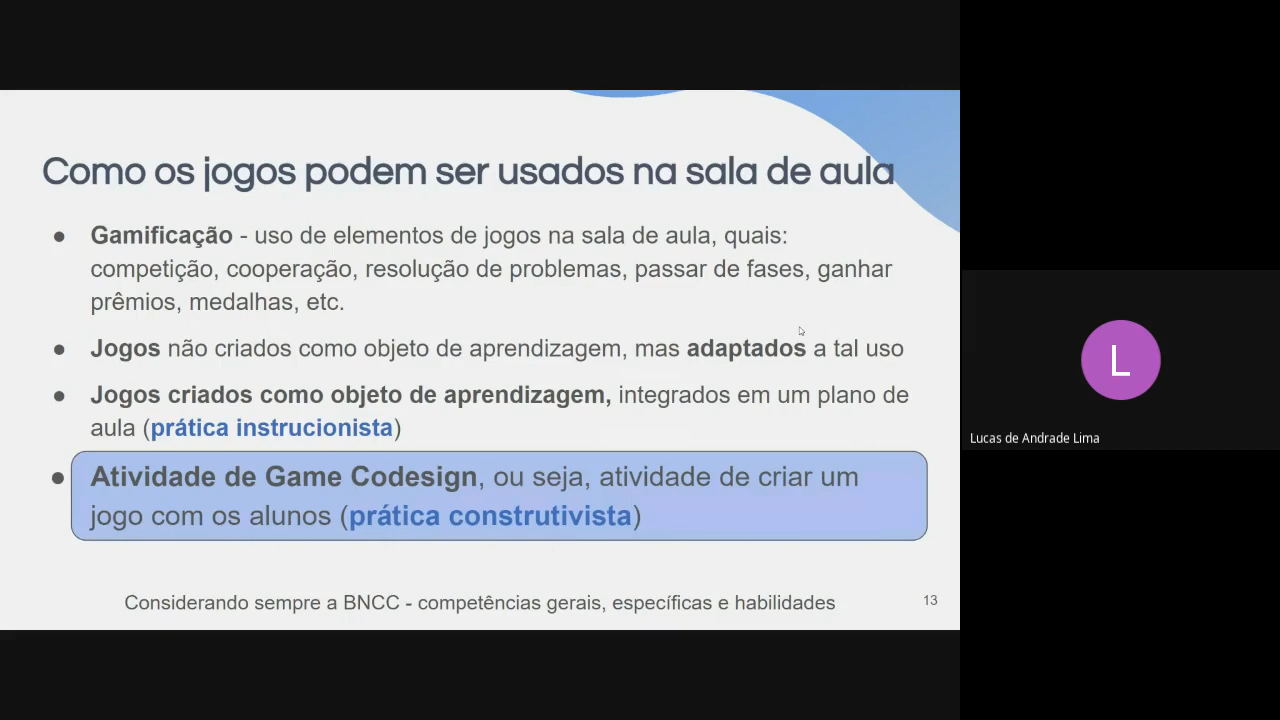 Como os jogos podem ser usados na sala de aula
● Gamificação - uso de elementos de jogos na sala de aula, quais:
competição, cooperação, resolução de problemas, passar de fases, ganhar
prêmios, medalhas, etc.
● Jogos não criados como objeto de aprendizagem, mas adaptados a tal uso
● Jogos criados como objeto de aprendizagem, integrados em um plano de
aula (prática instrucionista)
● Atividade de Game Codesign, ou seja, atividade de criar um
jogo com os alunos (prática construtivista)
Considerando sempre a BNCC - competências gerais, específicas e habilidades
13
L
Lucas de Andrade Lima